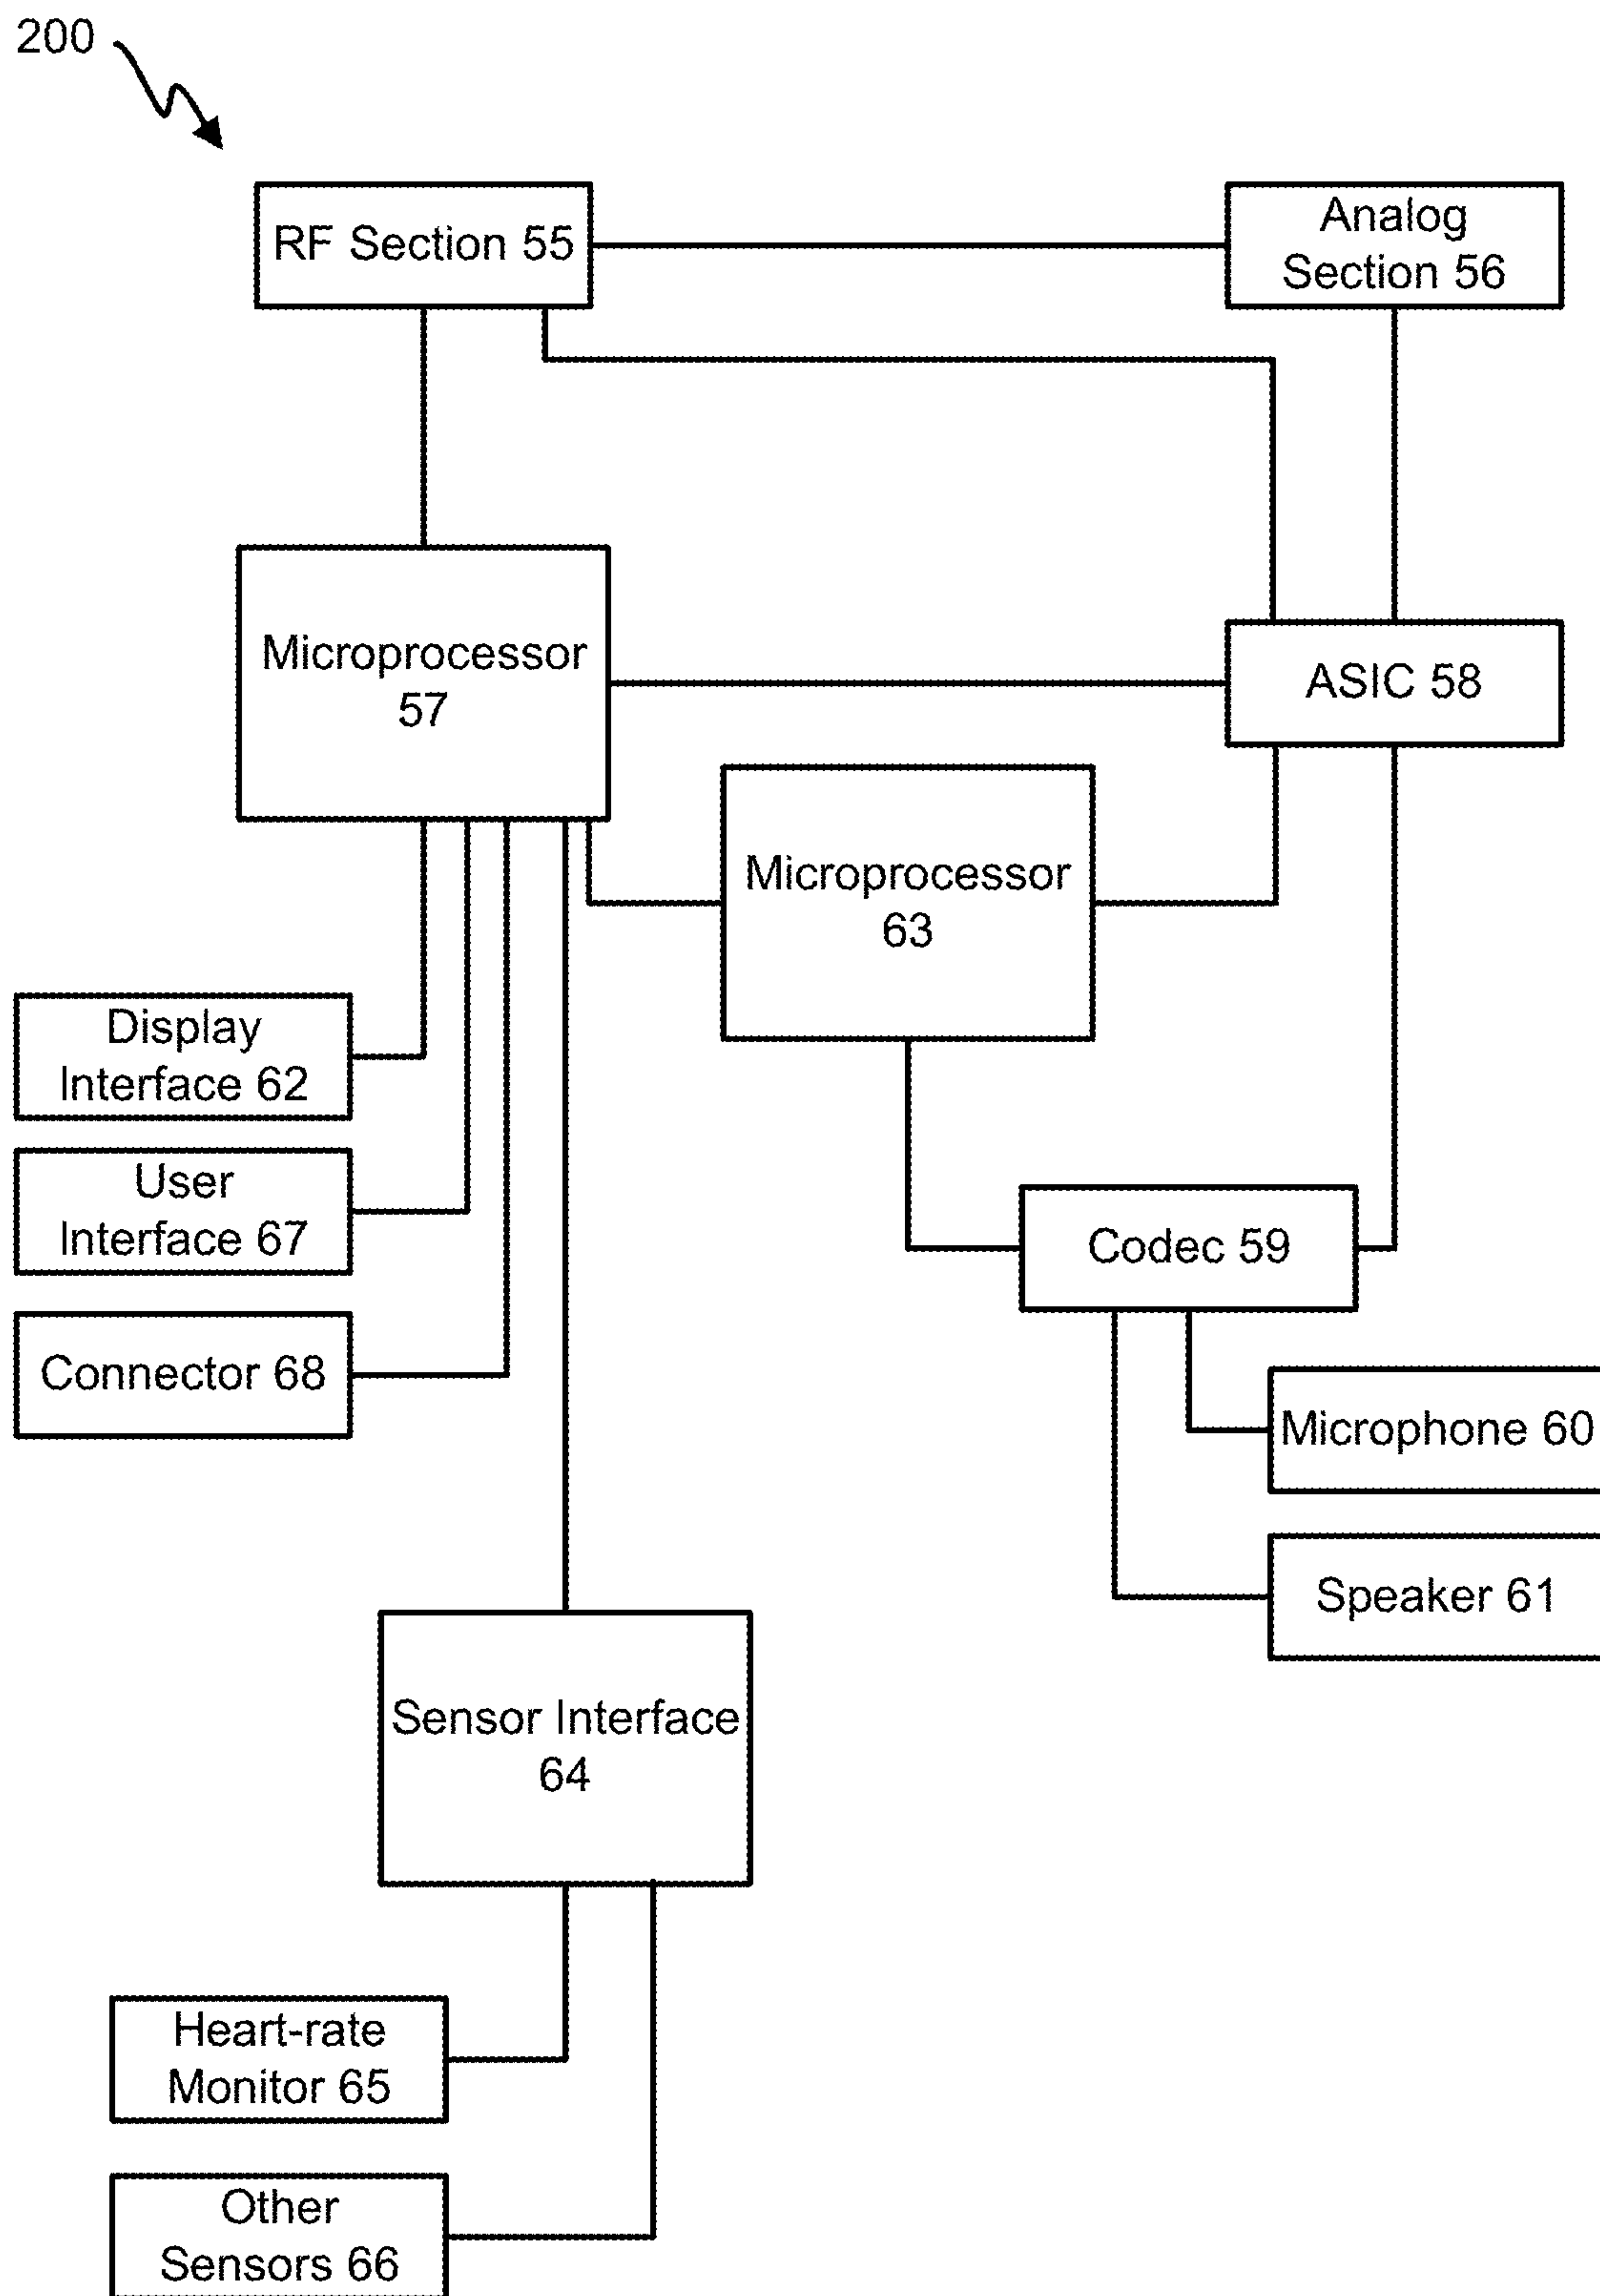 200
RF Section 55
Analog
Section 56
Microprocessor
57
ASIC 58
Microprocessor
63
Display
Interface 62
User
Interface 67
Codec 59
Connector 68
Microphone 60
Speaker 61
Sensor Interface
64
Heart-rate
Monitor 65
Other
Sensors 66